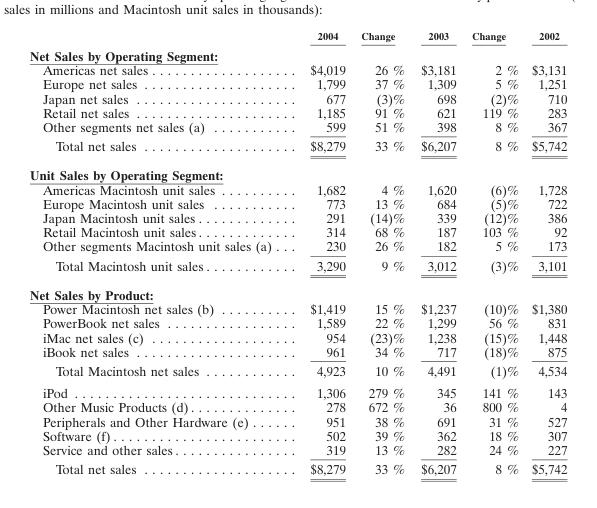 sales in millions and Macintosh unit sales in thousands):
2004 Change 2003 Change 2002
Net Sales by Operating Segment:
Americas net sales . . . . . . . . . . . . . . . . . . . . $4,019 26 % $3,181 2 % $3,131
Europe net sales . . . . . . . . . . . . . . . . . . . . . . 1,799 37 % 1,309 5 % 1,251
Japan net sales . . . . . . . . . . . . . . . . . . . . . . 677 (3)% 698 (2)% 710
Retail net sales . . . . . . . . . . . . . . . . . . . . . . 1,185 91 % 621 119 % 283
Other segments net sales (a) . . . . . . . . . . . 599 51 % 398 8 % 367
Total net sales . . . . . . . . . . . . . . . . . . . . . $8,279 33 % $6,207 8 % $5,742
Unit Sales by Operating Segment:
Americas Macintosh unit sales . . . . . . . . . . 1,682 4 % 1,620 (6)% 1,728
Europe Macintosh unit sales . . . . . . . . . . . . 773 13 % 684 (5)% 722
Japan Macintosh unit sales . . . . . . . . . . . . . 291 (14)% 339 (12)% 386
Retail Macintosh unit sales . . . . . . . . . . . . . 314 68 % 187 103 % 92
Other segments Macintosh unit sales (a) . . . 230 26 % 182 5 % 173
Total Macintosh unit sales . . . . . . . . . . . . 3,290 9 % 3,012 (3)% 3,101
Net Sales by Product:
Power Macintosh net sales (b) . . . . . . . . . . $1,419 15 % $1,237 (10)% $1,380
PowerBook net sales . . . . . . . . . . . . . . . . . 1,589 22 % 1,299 56 % 831
iMac net sales (c) . . . . . . . . . . . . . . . . . . . 954 (23)% 1,238 (15)% 1,448
iBook net sales . . . . . . . . . . . . . . . . . . . . . 961 34 % 717 (18)% 875
Total Macintosh net sales . . . . . . . . . . . . 4,923 10 % 4,491 (1)% 4,534
iPod . . . . . . . . . . . . . . . . . . . . . . . . . . . . . 1,306 279 % 345 141 % 143
Other Music Products (d) . . . . . . . . . . . . . . 278 672 % 36 800 % 4
Peripherals and Other Hardware (e) . . . . . . 951 38 % 691 31 % 527
Software (f) . . . . . . . . . . . . . . . . . . . . . . . . 502 39 % 362 18 % 307
Service and other sales . . . . . . . . . . . . . . . . 319 13 % 282 24 % 227
Total net sales . . . . . . . . . . . . . . . . . . . . . $8,279 33 % $6,207 8 % $5,742